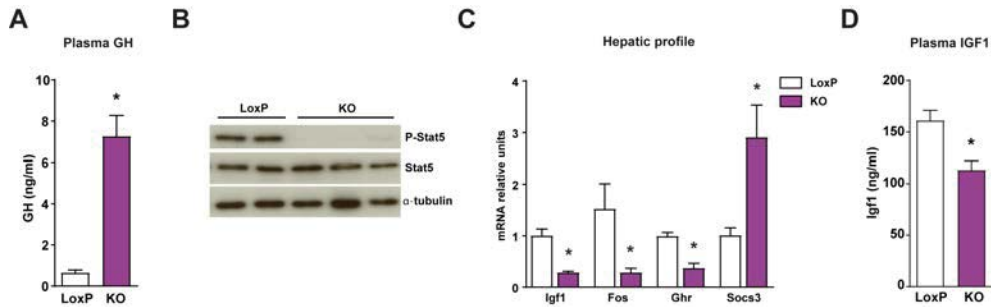 A
Plasma GH
GH (ng/ml)
10
8
6
4
2
0
*
LoxP KO
B
LoxP KO
P-Stat5
Stat5
α-tubulin
C
Hepatic profile
mRNA relative units
4
3
2
1
0
LoxP
KO
* * * *
Igf1 Fos Ghr Socs3
D
Plasma IGF1
Igf1 (ng/ml)
200
150
100
50
0
*
LoxP KO